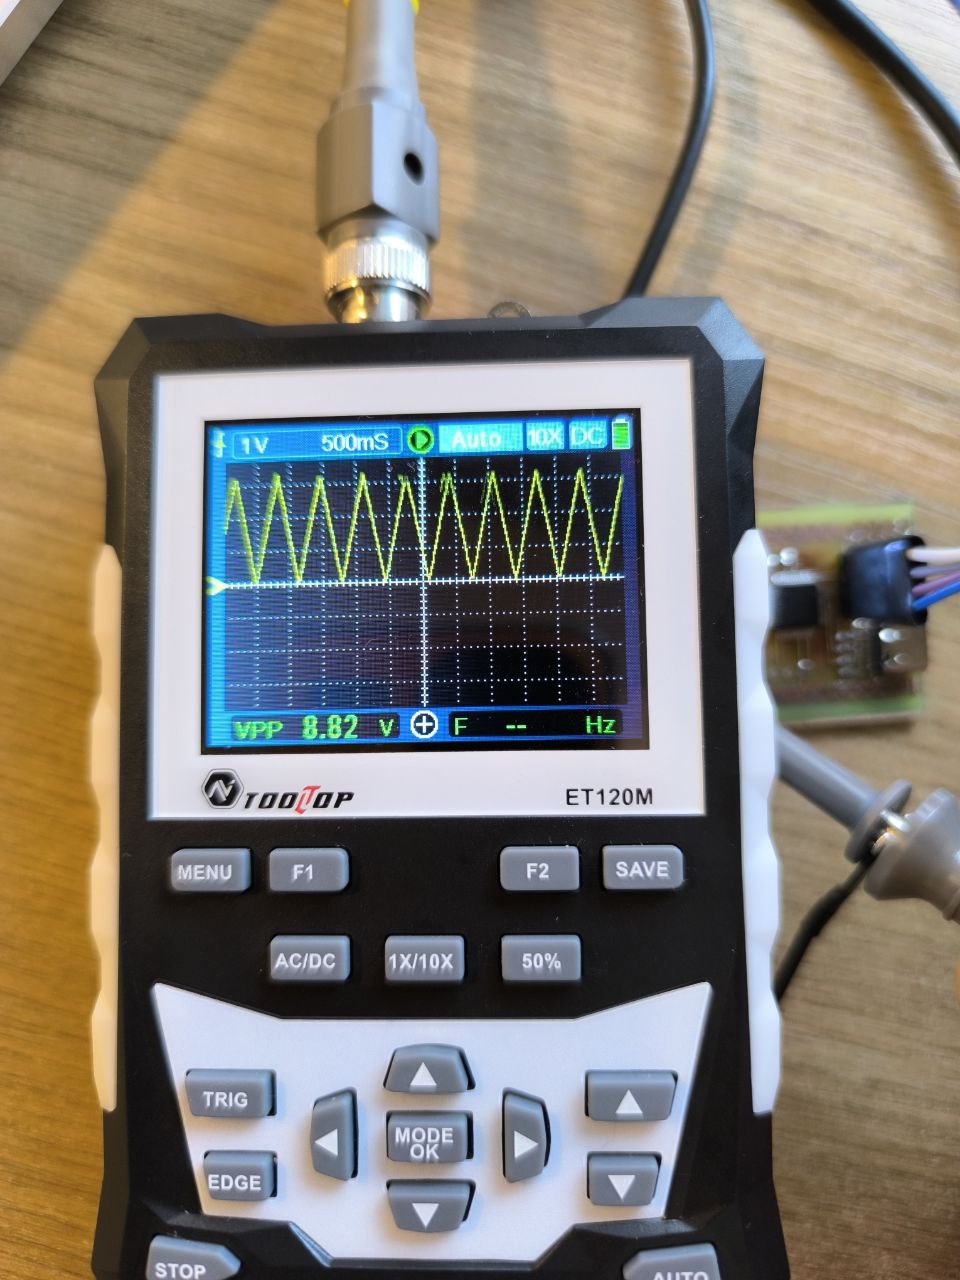 1V 500mS Auto 10X DC
VPP 8.82 V F -- Hz
TOOLTOP ET120M
MENU F1 F2 SAVE
AC/DC 1X/10X 50%
TRIG
MODE
OK
EDGE
STOP AUTO